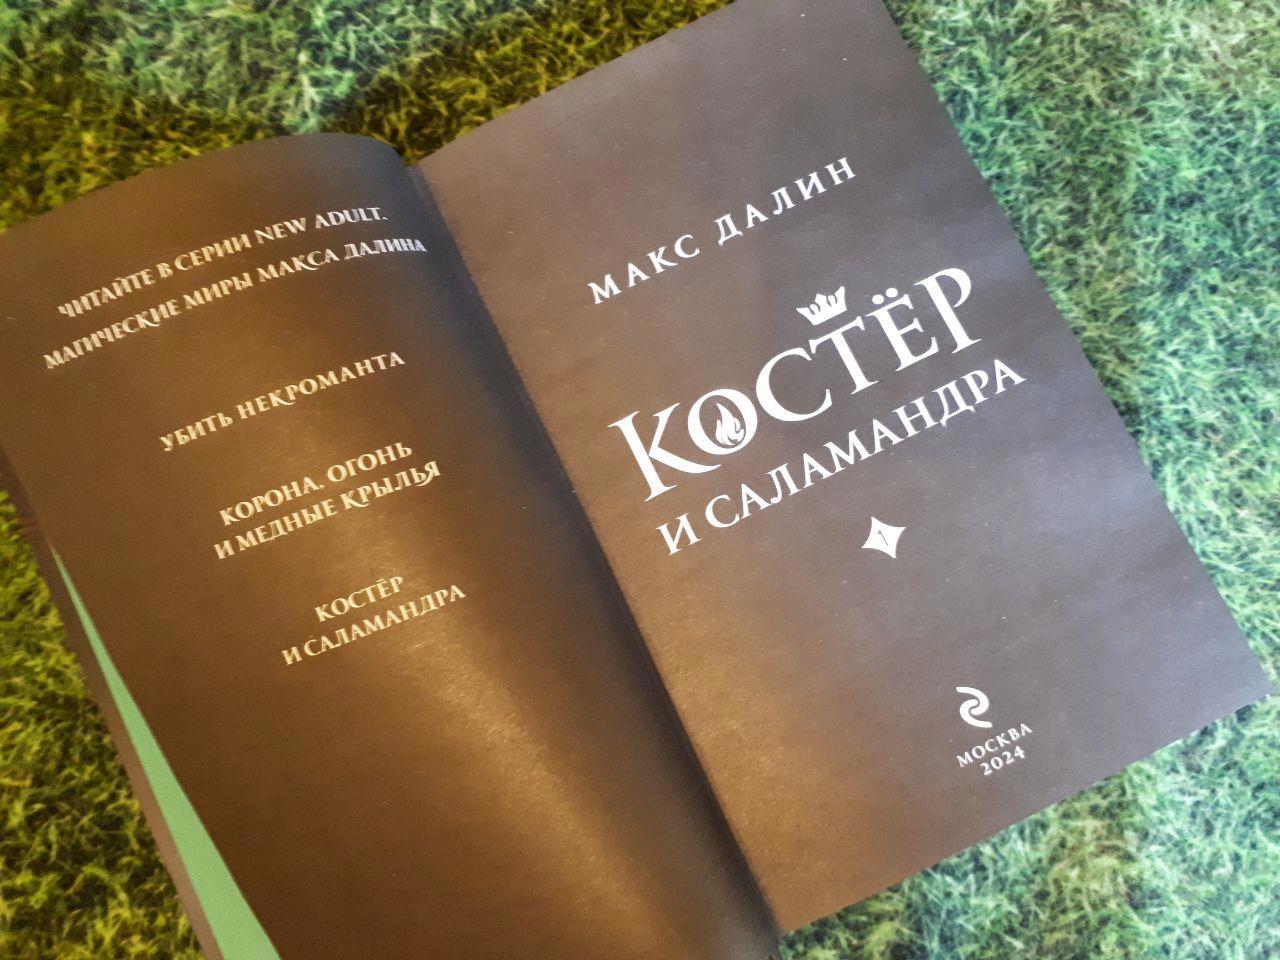 ЧИТАЙТЕ В СЕРИИ NEW ADULT.
МАГИЧЕСКИЕ МИРЫ МАКСА ДАЛИНА
УБИТЬ НЕКРОМАНТА
КОРОНА. ОГОНЬ
И МЕДНЫЕ КРЫЛЬЯ
КОСТЁР
И САЛАМАНДРА
МАКС ДАЛИН
КОСТЁР
И САЛАМАНДРА
1
МОСКВА
2024